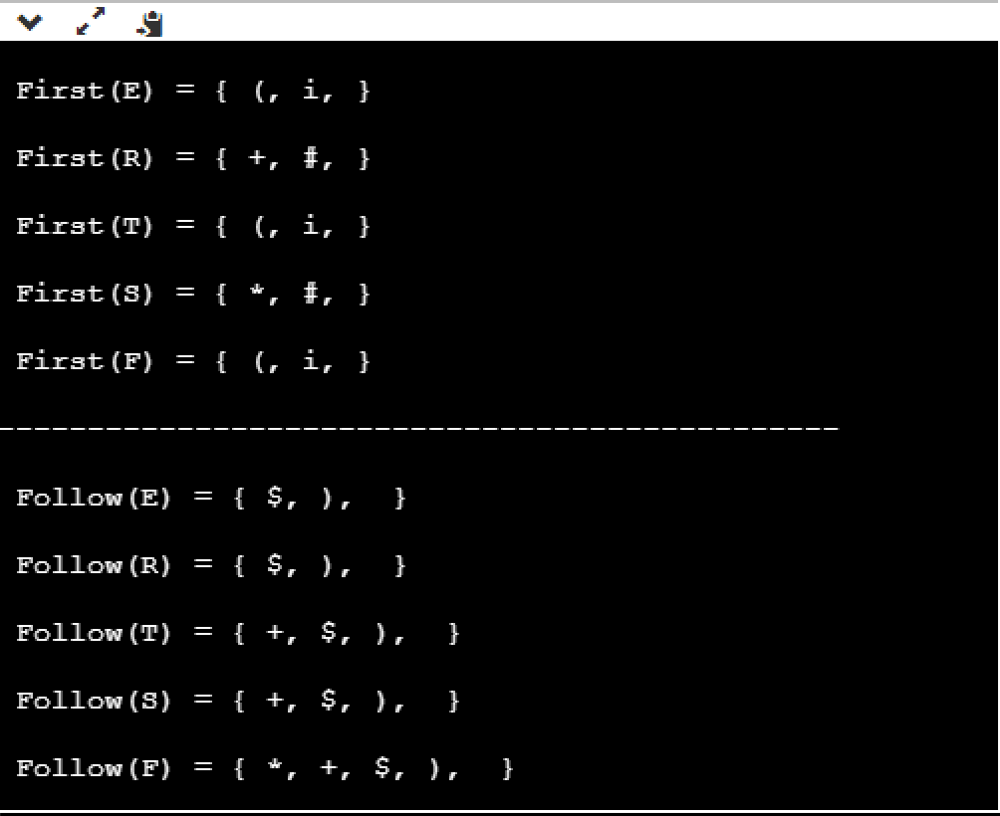 First(E) = { (, i, }
First(R) = { +, #, }
First(T) = { (, i, }
First(S) = { *, #, }
First(F) = { (, i, }
-----------------------------------------------
Follow(E) = { $, ),  }
Follow(R) = { $, ),  }
Follow(T) = { +, $, ),  }
Follow(S) = { +, $, ),  }
Follow(F) = { *, +, $, ),  }